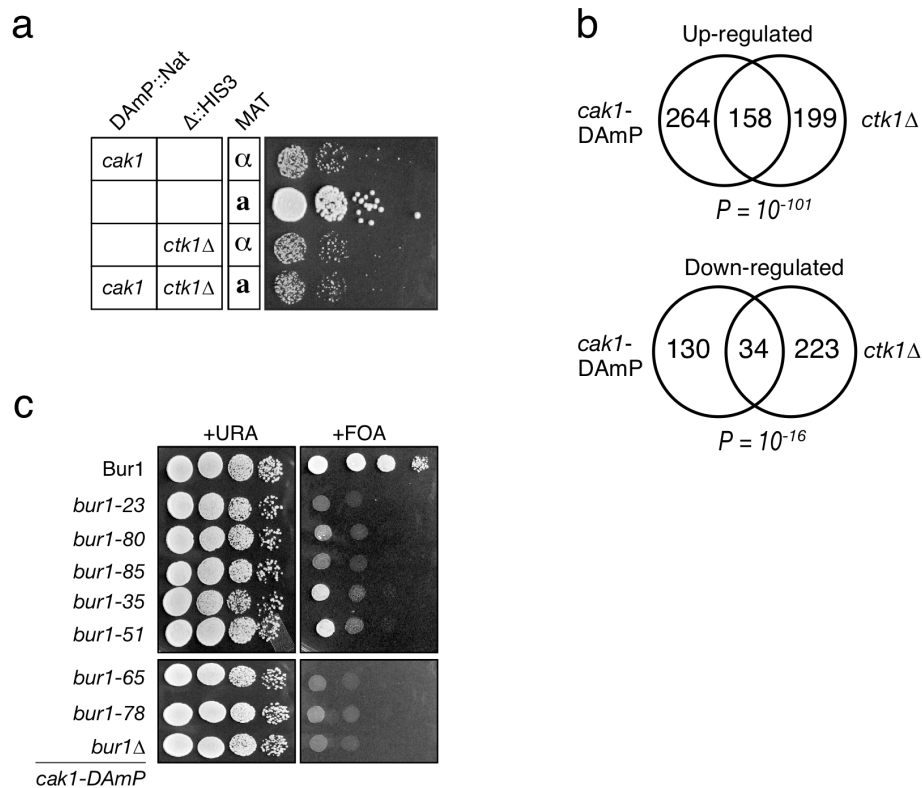 a
DAmP::Nat
Δ::HIS3
MAT
cak1 α
a
ctk1Δ α
cak1 ctk1Δ a
b
Up-regulated
cak1-
DAmP
264 158 199 ctk1Δ
P = 10-101
Down-regulated
cak1-
DAmP
130 34 223 ctk1Δ
P = 10-16
c
+URA +FOA
Bur1
bur1-23
bur1-80
bur1-85
bur1-35
bur1-51
bur1-65
bur1-78
bur1Δ
cak1-DAmP